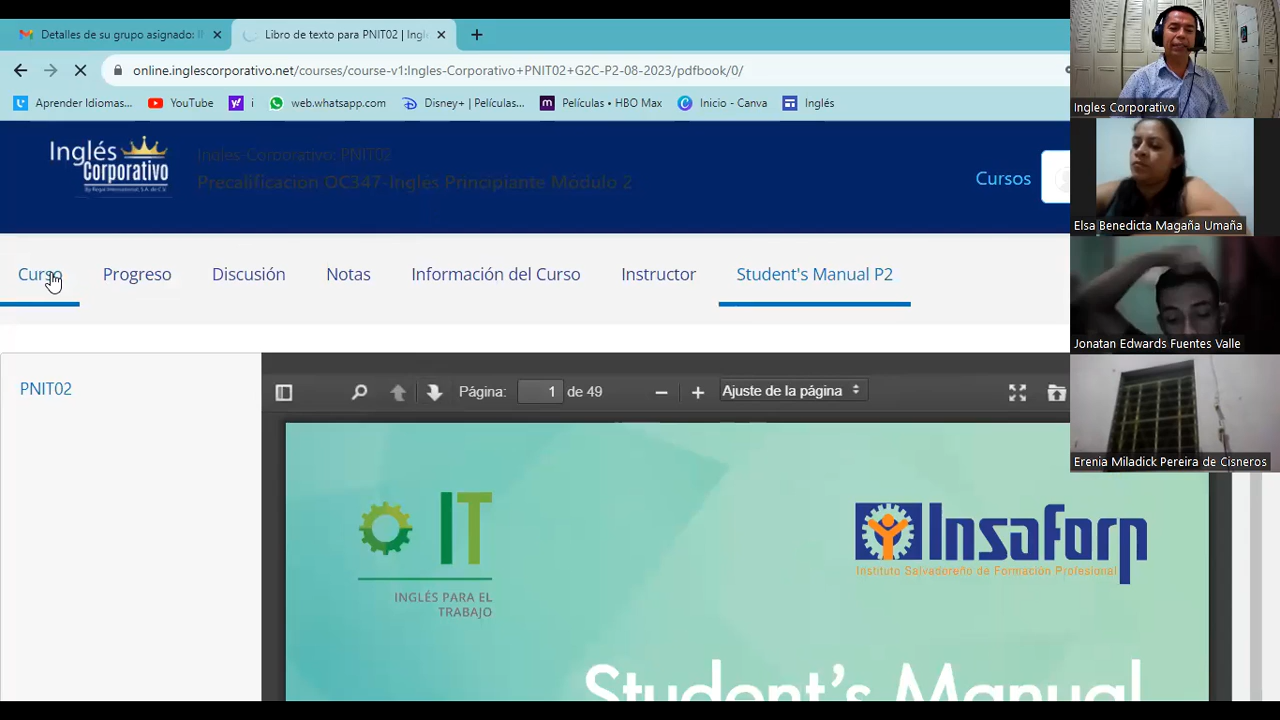 Detalles de su grupo asignado: I
Libro de texto para PNIT02 | Ing
online.inglescorporativo.net/courses/course-v1:Ingles-Corporativo+PNIT02+G2C-P2-08-2023/pdfbook/0/
Aprender Idiomas...
YouTube
i
web.whatsapp.com
Disney+ | Películas...
Películas • HBO Max
Inicio - Canva
Inglés
Inglés
Corporativo
Ingles-Corporativo: PNIT02
Precalificación OC347-Inglés Principiante Módulo 2
Cursos
Curso
Progreso
Discusión
Notas
Información del Curso
Instructor
Student's Manual P2
PNIT02
Página: 1 de 49
Ajuste de la página
IT
INGLÉS PARA EL
TRABAJO
Insaforp
Instituto Salvadoreño de Formación Profesional
Student's Manual
Ingles Corporativo
Elsa Benedicta Magaña Umaña
Jonatan Edwards Fuentes Valle
Erenia Miladick Pereira de Cisneros